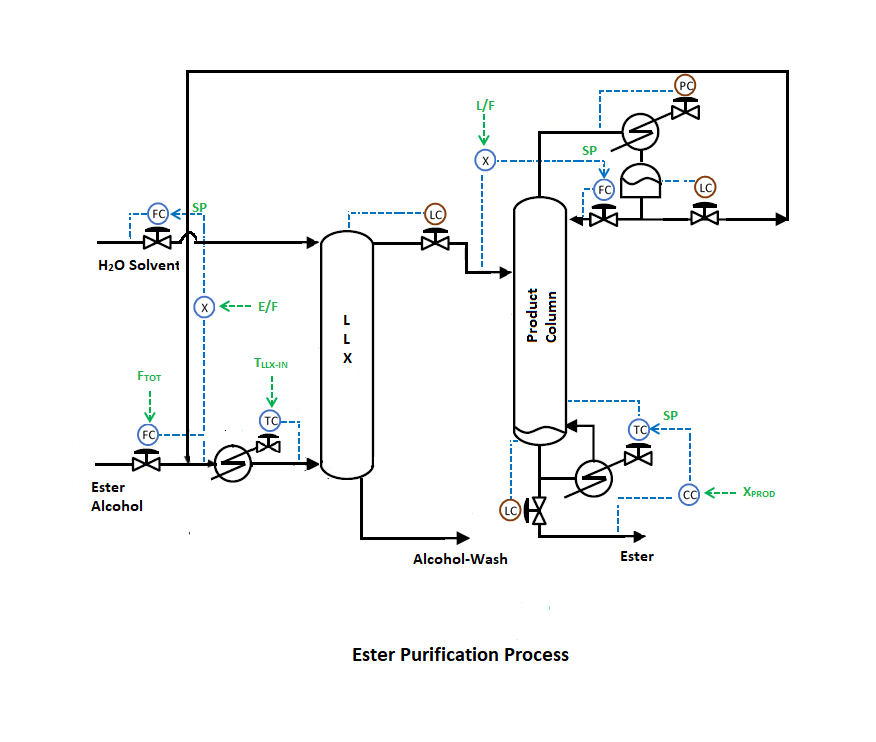 PC
L/F
X
SP
FC
LC
FC
SP
LC
H2O Solvent
X
E/F
L
L
X
Product
Column
TLLX-IN
FTOT
FC
TC
SP
TC
Ester
Alcohol
CC
XPROD
LC
Alcohol-Wash
Ester
Ester Purification Process